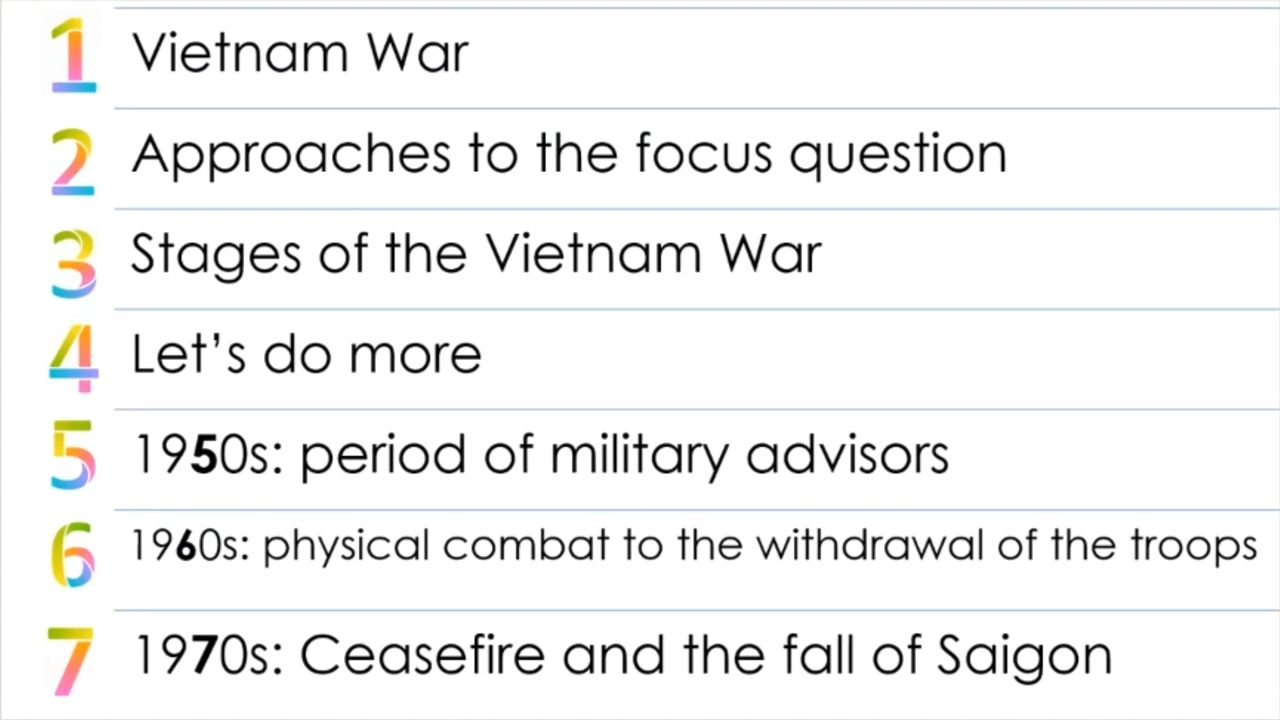 1 Vietnam War
2 Approaches to the focus question
3 Stages of the Vietnam War
4 Let’s do more
5 1950s: period of military advisors
6 1960s: physical combat to the withdrawal of the troops
7 1970s: Ceasefire and the fall of Saigon